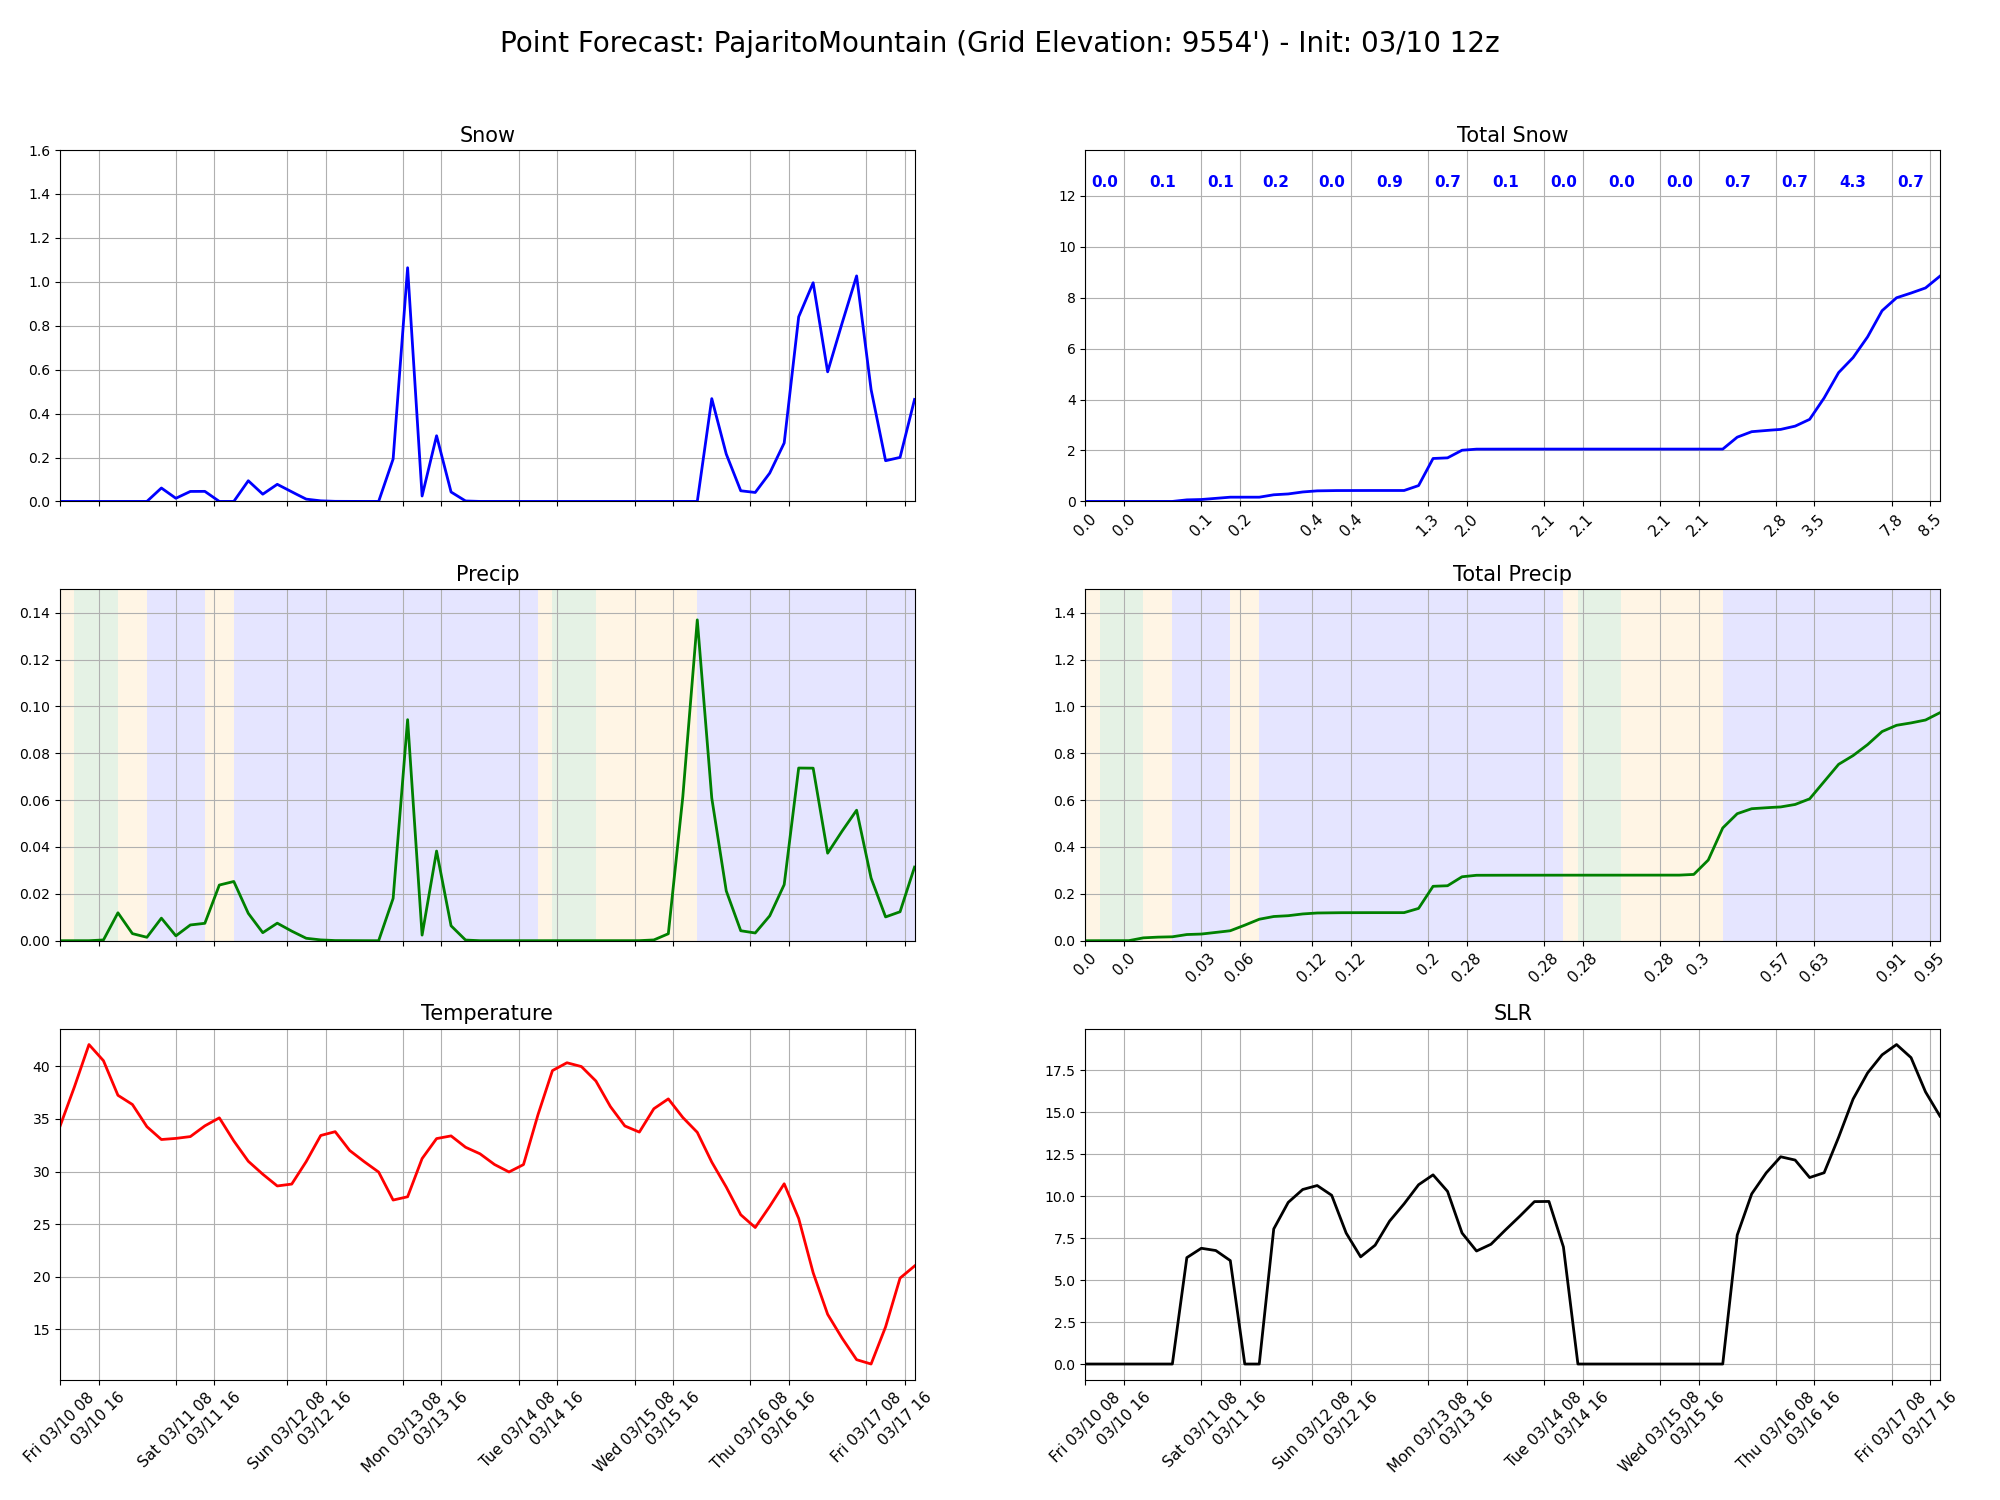 Point Forecast: PajaritoMountain (Grid Elevation: 9554') - Init: 03/10 12z
Snow
1.6
1.4
1.2
1.0
0.8
0.6
0.4
0.2
0.0
Total Snow
0.0 0.1 0.1 0.2 0.0 0.9 0.7 0.1 0.0 0.0 0.0 0.7 0.7 4.3 0.7
12
10
8
6
4
2
0
0.0 0.0 0.1 0.2 0.4 0.4 1.3 2.0 2.1 2.1 2.1 2.1 2.8 3.5 7.8 8.5
Precip
0.14
0.12
0.10
0.08
0.06
0.04
0.02
0.00
Total Precip
1.4
1.2
1.0
0.8
0.6
0.4
0.2
0.0
0.0 0.0 0.03 0.06 0.12 0.12 0.2 0.28 0.28 0.28 0.28 0.3 0.57 0.63 0.91 0.95
Temperature
40
35
30
25
20
15
Fri 03/10 08
03/10 16
Sat 03/11 08
03/11 16
Sun 03/12 08
03/12 16
Mon 03/13 08
03/13 16
Tue 03/14 08
03/14 16
Wed 03/15 08
03/15 16
Thu 03/16 08
03/16 16
Fri 03/17 08
03/17 16
SLR
17.5
15.0
12.5
10.0
7.5
5.0
2.5
0.0
Fri 03/10 08
03/10 16
Sat 03/11 08
03/11 16
Sun 03/12 08
03/12 16
Mon 03/13 08
03/13 16
Tue 03/14 08
03/14 16
Wed 03/15 08
03/15 16
Thu 03/16 08
03/16 16
Fri 03/17 08
03/17 16